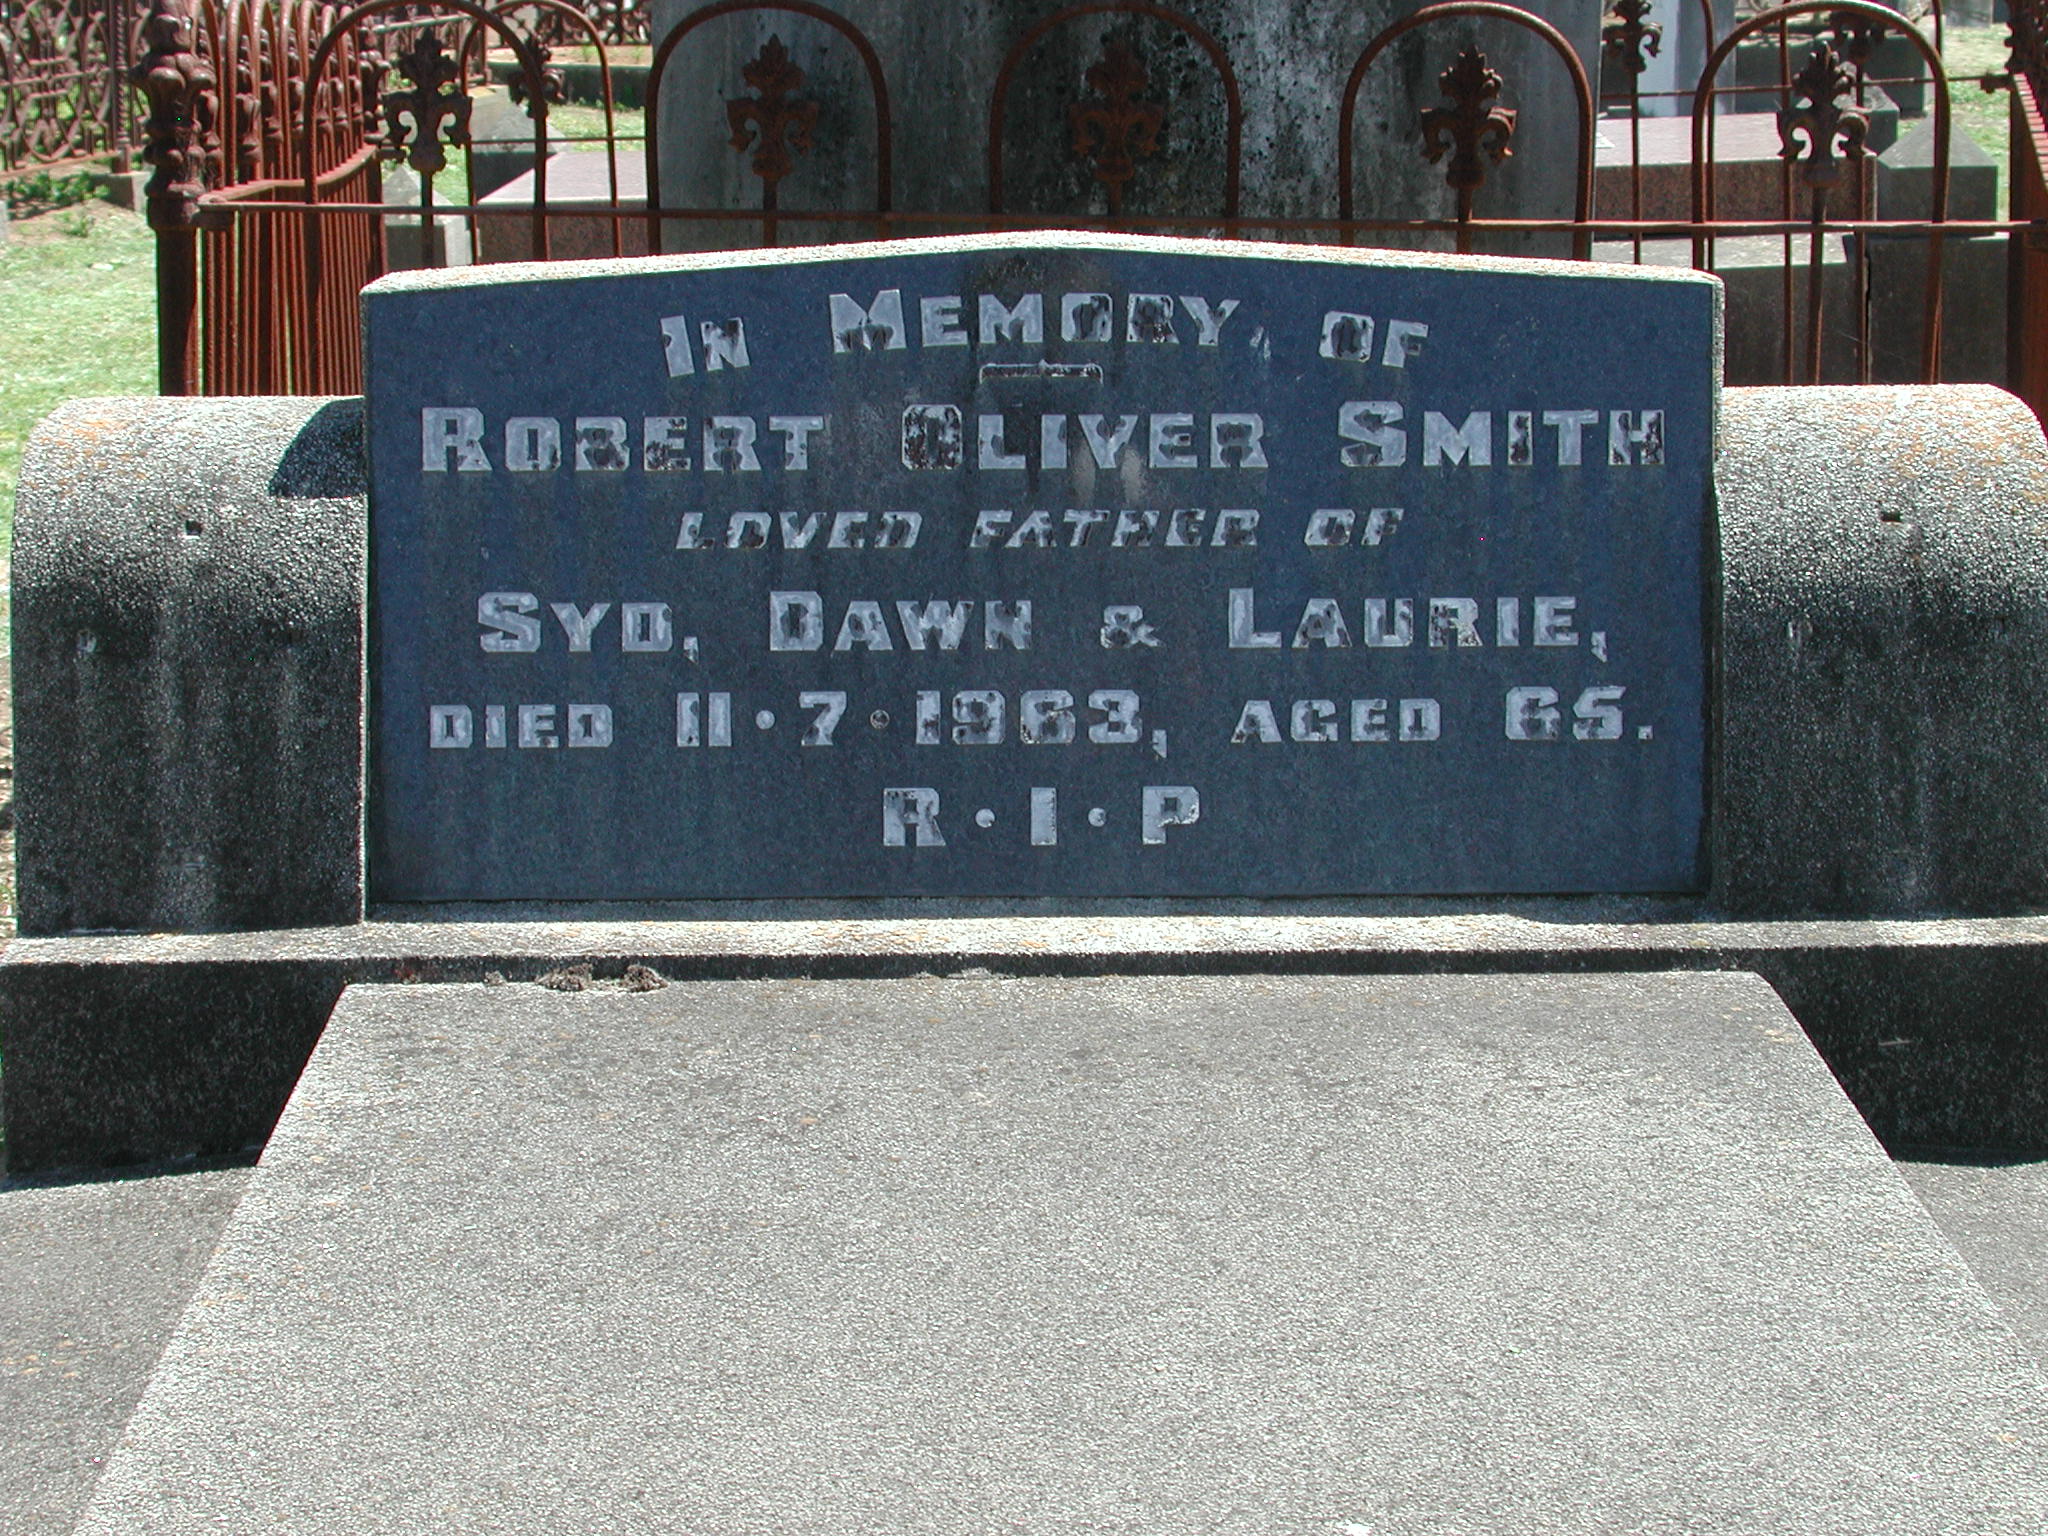 IN MEMORY, OF
ROBERT OLIVER SMITH
LOVED FATHER OF
SYD, DAWN & LAURIE,
DIED 11·7·1963, AGED 65.
R·I·P